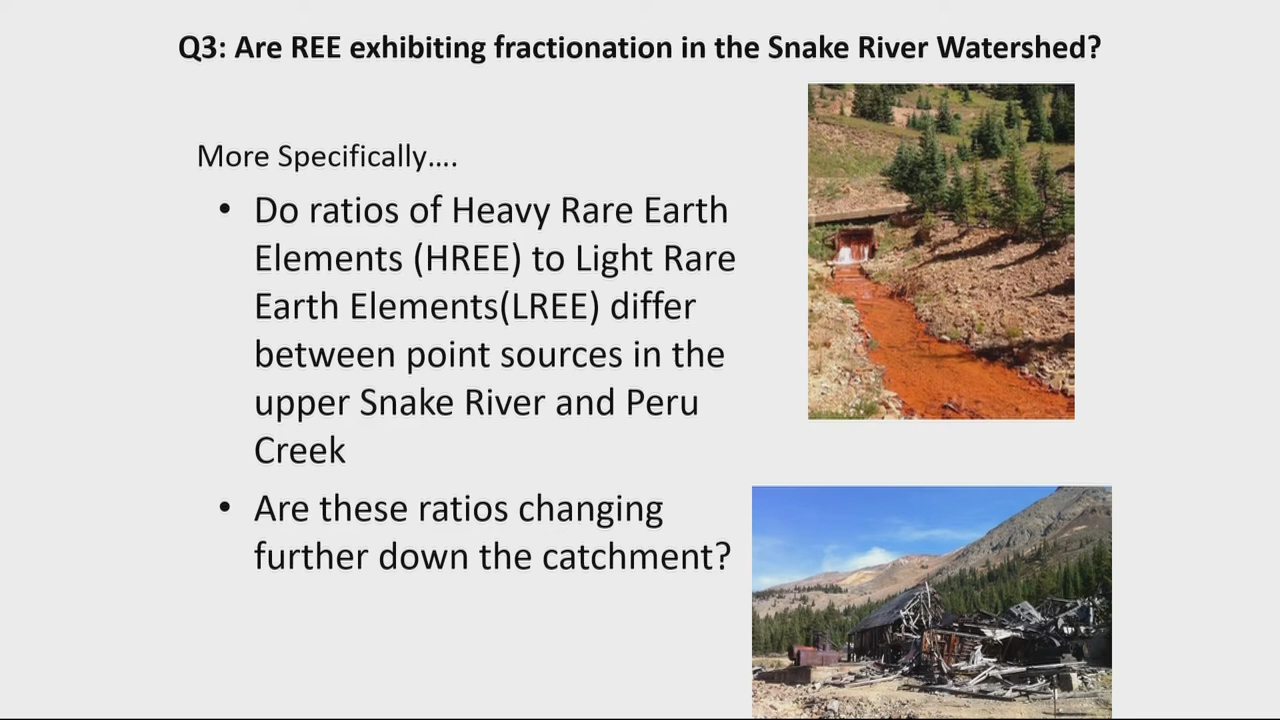 Q3: Are REE exhibiting fractionation in the Snake River Watershed?
More Specifically….
• Do ratios of Heavy Rare Earth
Elements (HREE) to Light Rare
Earth Elements(LREE) differ
between point sources in the
upper Snake River and Peru
Creek
• Are these ratios changing
further down the catchment?